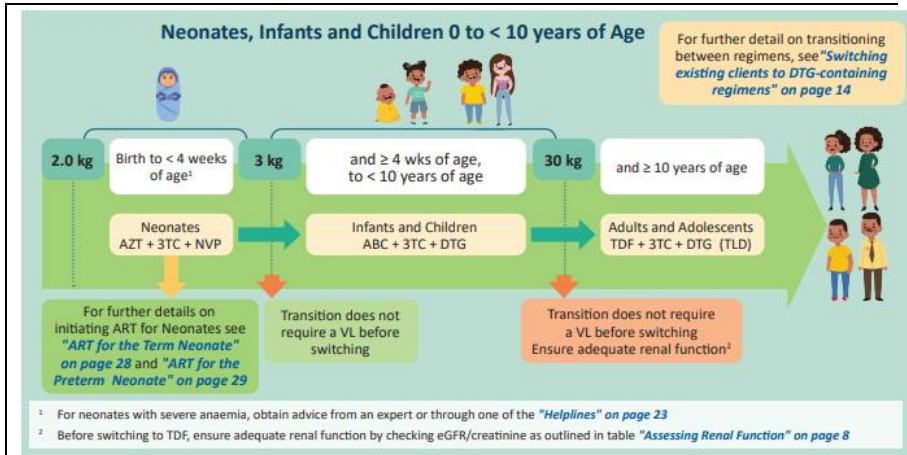 Neonates, Infants and Children 0 to < 10 years of Age
For further detail on transitioning
between regimens, see "Switching
existing clients to DTG-containing
regimens" on page 14
2.0 kg
Birth to < 4 weeks
of age¹
3 kg
and ≥ 4 wks of age,
to < 10 years of age
30 kg
and ≥ 10 years of age
Neonates
AZT + 3TC + NVP
Infants and Children
ABC + 3TC + DTG
Adults and Adolescents
TDF + 3TC + DTG (TLD)
For further details on
initiating ART for Neonates see
"ART for the Term Neonate"
on page 28 and "ART for the
Preterm Neonate" on page 29
Transition does not
require a VL before
switching
Transition does not require
a VL before switching
Ensure adequate renal function²
¹ For neonates with severe anaemia, obtain advice from an expert or through one of the "Helplines" on page 23
² Before switching to TDF, ensure adequate renal function by checking eGFR/creatinine as outlined in table "Assessing Renal Function" on page 8